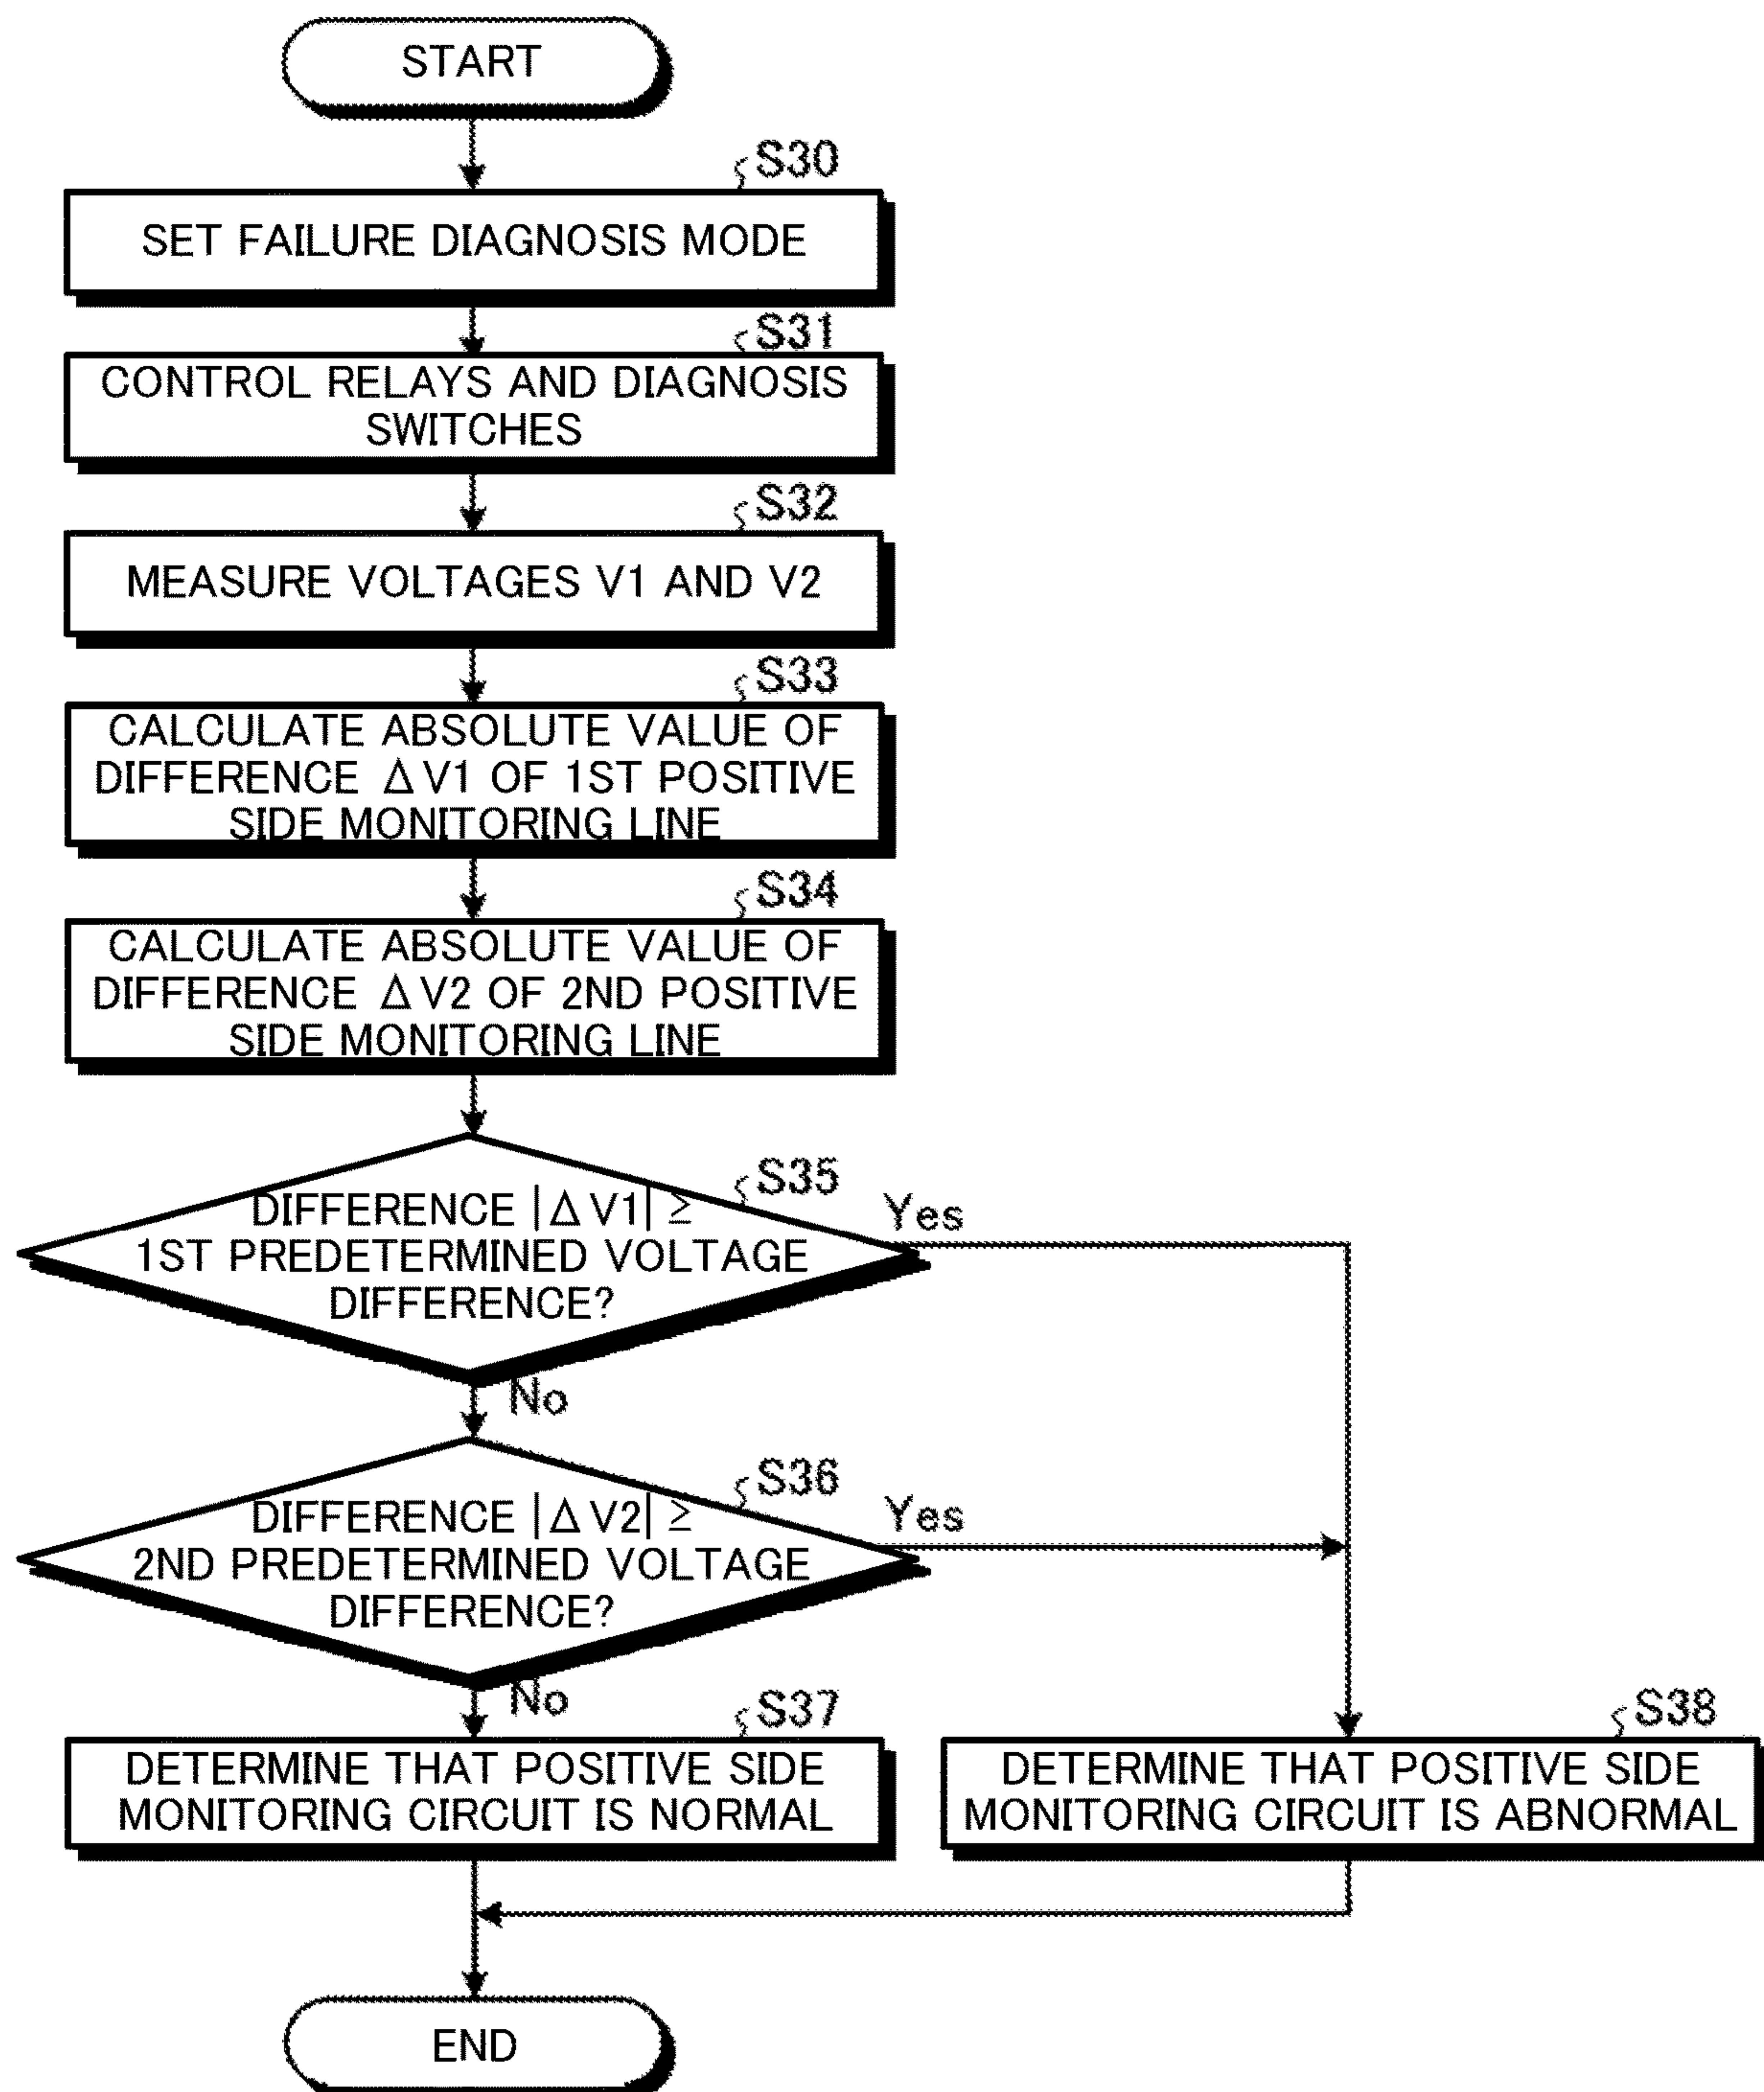 START
S30
SET FAILURE DIAGNOSIS MODE
S31
CONTROL RELAYS AND DIAGNOSIS
SWITCHES
S32
MEASURE VOLTAGES V1 AND V2
S33
CALCULATE ABSOLUTE VALUE OF
DIFFERENCE ΔV1 OF 1ST POSITIVE
SIDE MONITORING LINE
S34
CALCULATE ABSOLUTE VALUE OF
DIFFERENCE ΔV2 OF 2ND POSITIVE
SIDE MONITORING LINE
S35
DIFFERENCE |ΔV1| ≥
1ST PREDETERMINED VOLTAGE
DIFFERENCE?
Yes
No
S36
DIFFERENCE |ΔV2| ≥
2ND PREDETERMINED VOLTAGE
DIFFERENCE?
Yes
No
S37
DETERMINE THAT POSITIVE SIDE
MONITORING CIRCUIT IS NORMAL
S38
DETERMINE THAT POSITIVE SIDE
MONITORING CIRCUIT IS ABNORMAL
END